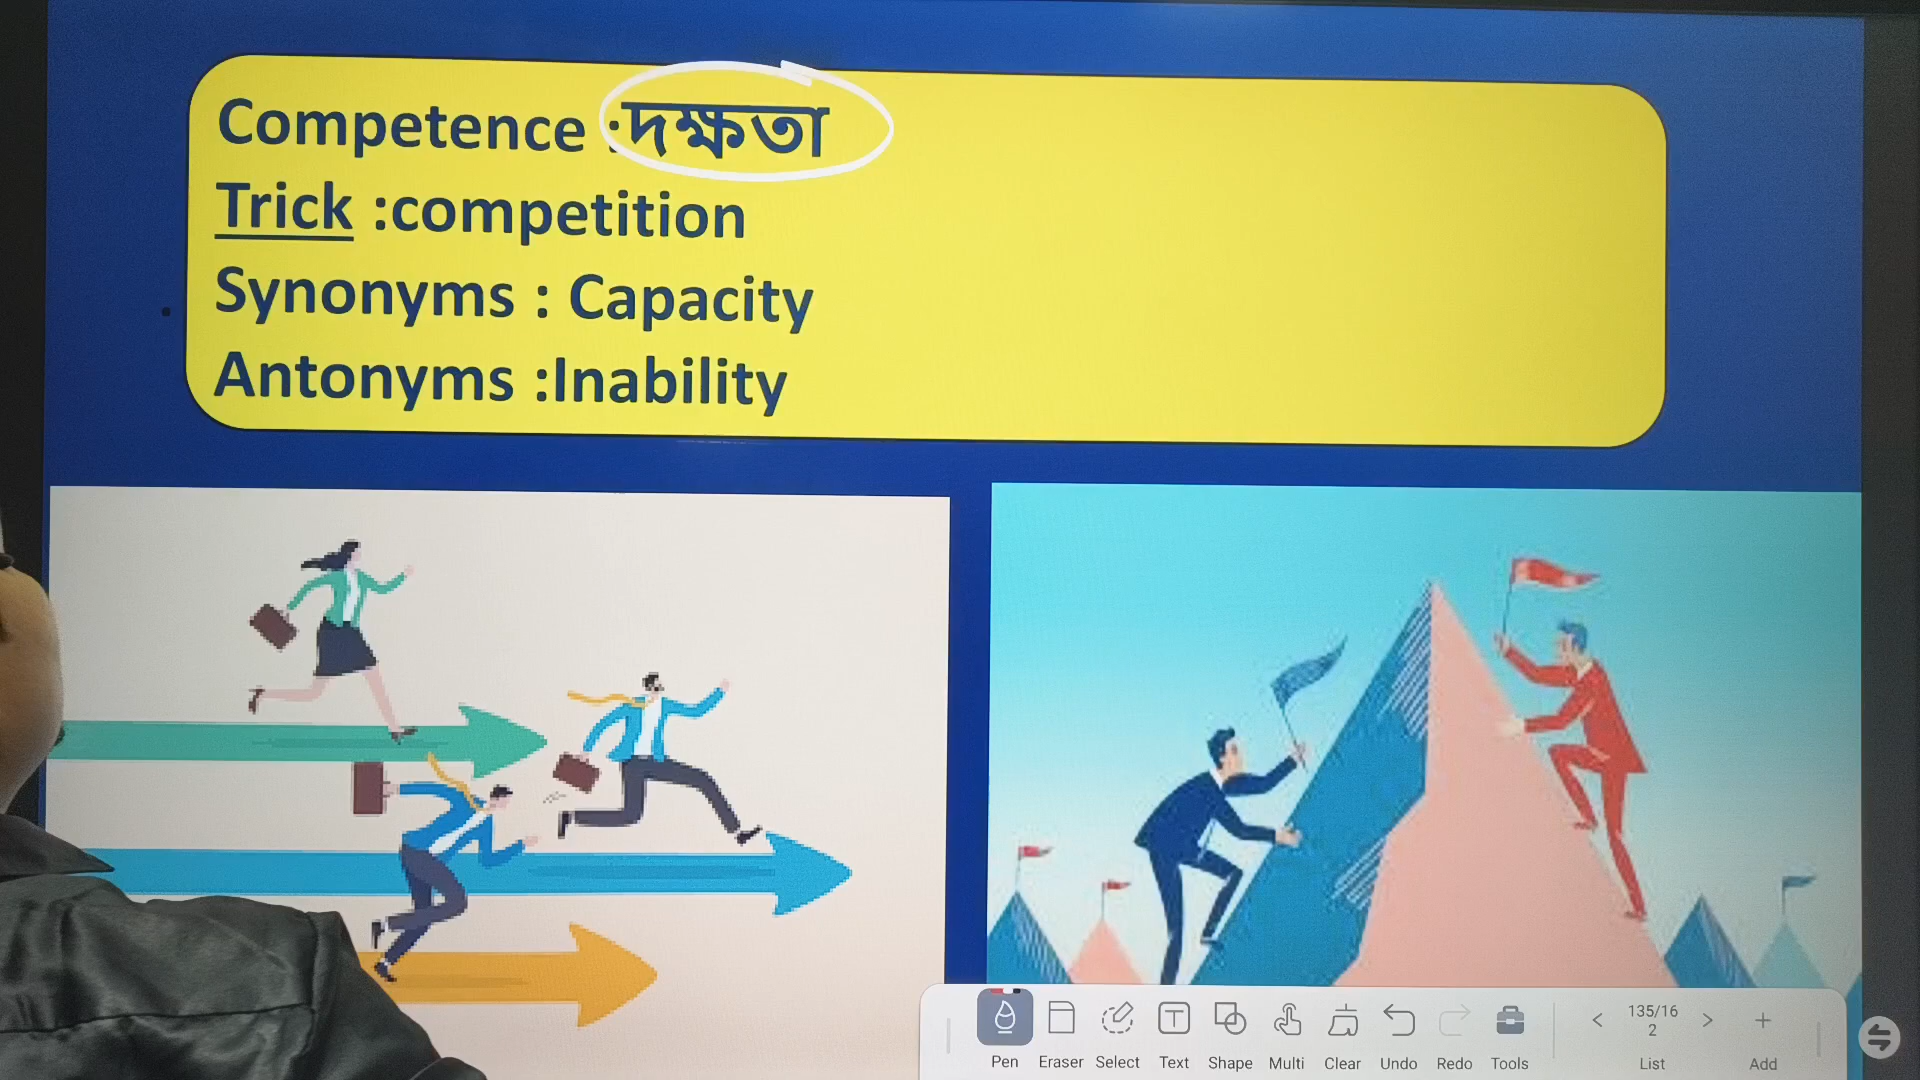 Competence :দক্ষতা
Trick :competition
Synonyms : Capacity
Antonyms :Inability
Pen Eraser Select Text Shape Multi Clear Undo Redo Tools
135/16
2
List Add